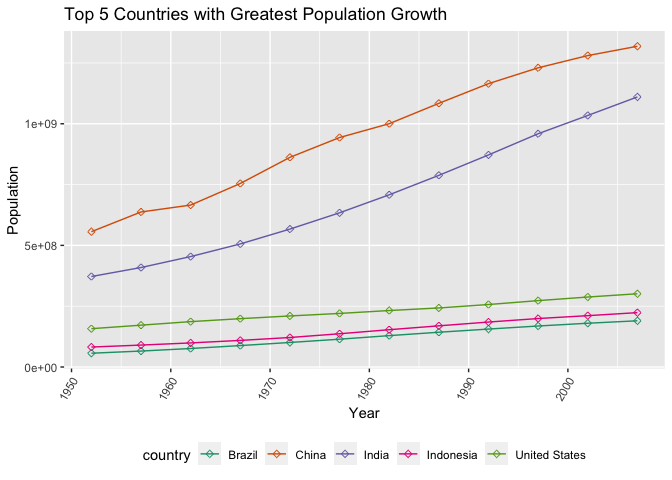 Top 5 Countries with Greatest Population Growth
Population
1e+09
5e+08
0e+00
1950
1960
1970
1980
1990
2000
Year
country
Brazil
China
India
Indonesia
United States